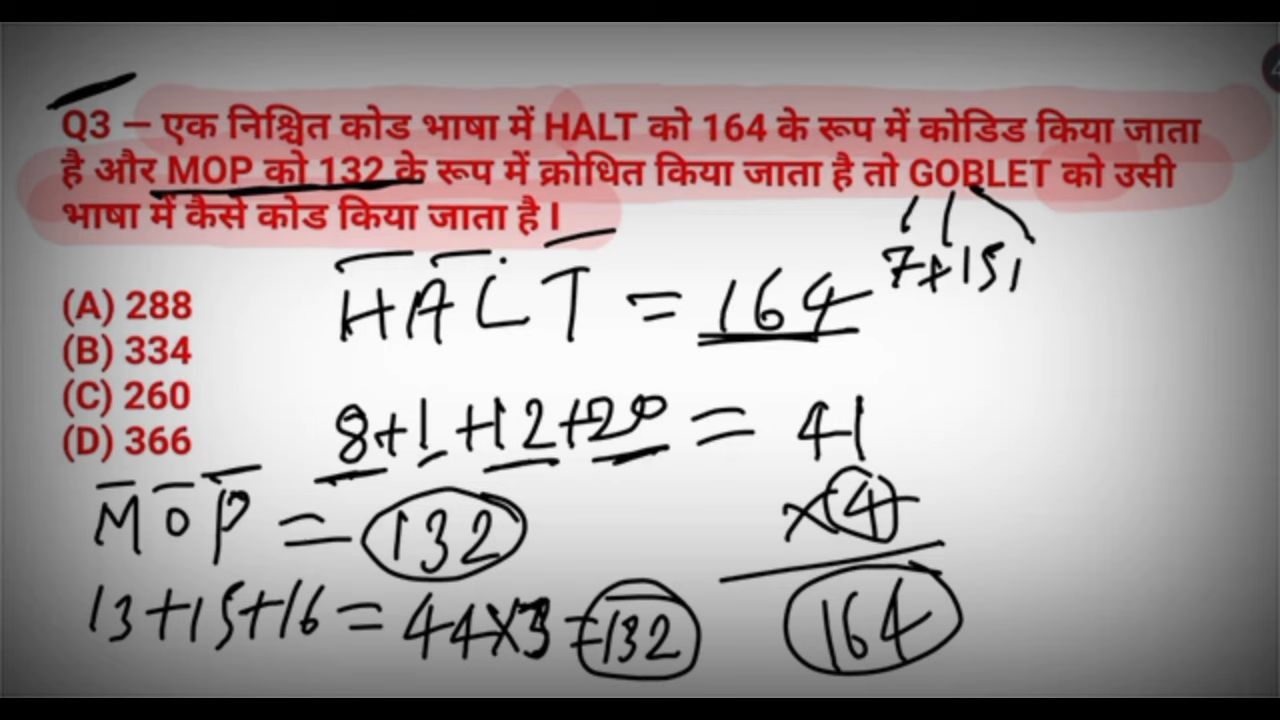 Q3 – एक निश्चित कोड भाषा में HALT को 164 के रूप में कोडिड किया जाता
है और MOP को 132 के रूप में क्रोधित किया जाता है तो GOBLET को उसी
भाषा में कैसे कोड किया जाता है I
7+15,
HALT = 164
(A) 288
(B) 334
(C) 260
(D) 366
8+1+12+20 = 41
×(4)
164
MOP = 132
13+15+16 = 44×3 = 132